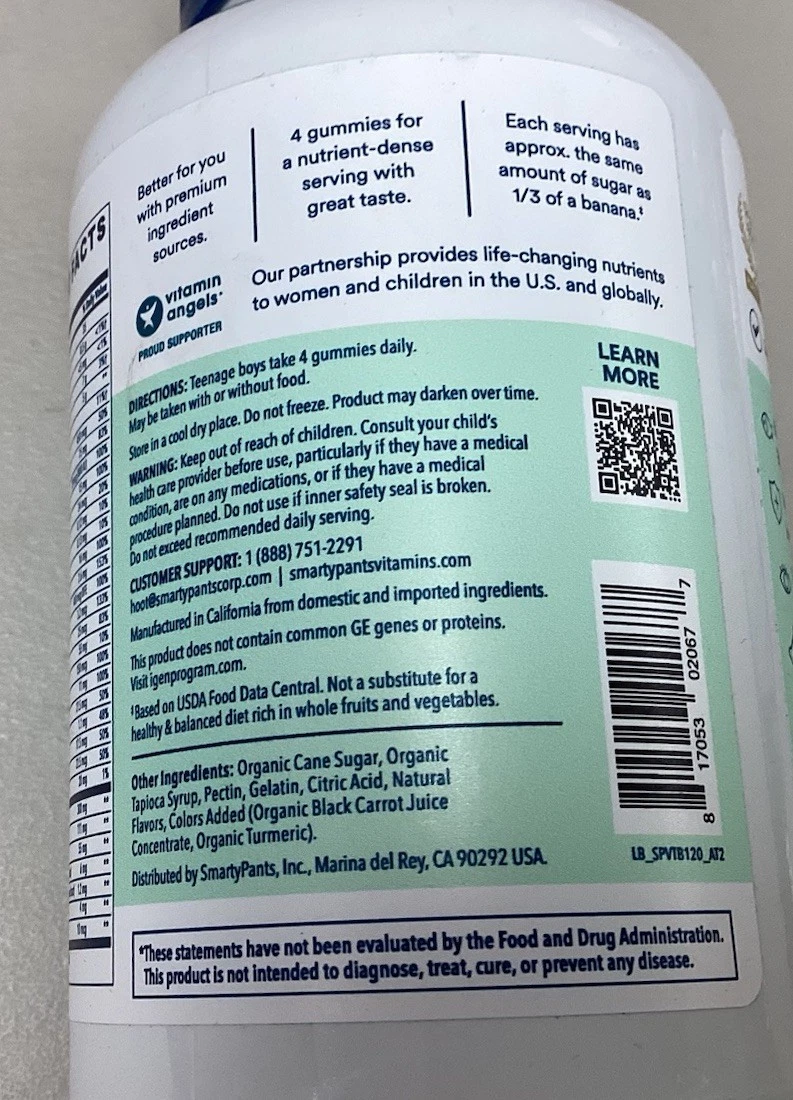 Better for you
with premium
ingredient
sources.
4 gummies for
a nutrient-dense
serving with
great taste.
Each serving has
approx. the same
amount of sugar as
1/3 of a banana.‡
FACTS
vitamin
angels
PROUD SUPPORTER
Our partnership provides life-changing nutrients
to women and children in the U.S. and globally.
DIRECTIONS: Teenage boys take 4 gummies daily.
May be taken with or without food.
Store in a cool dry place. Do not freeze. Product may darken over time.
WARNING: Keep out of reach of children. Consult your child's
health care provider before use, particularly if they have a medical
condition, are on any medications, or if they have a medical
procedure planned. Do not use if inner safety seal is broken.
Do not exceed recommended daily serving.
CUSTOMER SUPPORT: 1 (888) 751-2291
hoot@smartypantscorp.com | smartypantsvitamins.com
Manufactured in California from domestic and imported ingredients.
This product does not contain common GE genes or proteins.
Visit igenprogram.com.
‡Based on USDA Food Data Central. Not a substitute for a
healthy & balanced diet rich in whole fruits and vegetables.
Other Ingredients: Organic Cane Sugar, Organic
Tapioca Syrup, Pectin, Gelatin, Citric Acid, Natural
Flavors, Colors Added (Organic Black Carrot Juice
Concentrate, Organic Turmeric).
Distributed by SmartyPants, Inc., Marina del Rey, CA 90292 USA.
LEARN
MORE
8 17053 02067 7
LB_SPVTB120_AT2
*These statements have not been evaluated by the Food and Drug Administration.
This product is not intended to diagnose, treat, cure, or prevent any disease.